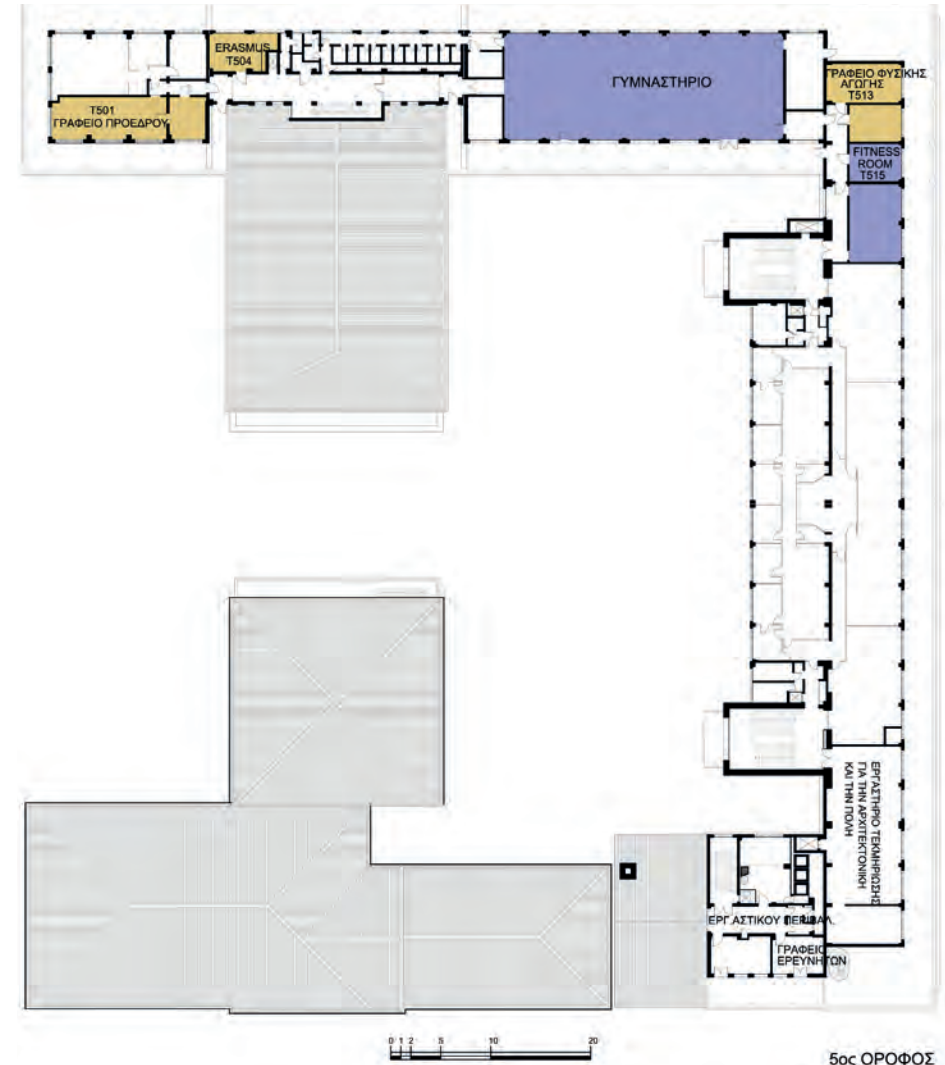 ERASMUS
T504
T501
ΓΡΑΦΕΙΟ ΠΡΟΕΔΡΟΥ
ΓΥΜΝΑΣΤΗΡΙΟ
ΓΡΑΦΕΙΟ ΦΥΣΙΚΗΣ
ΑΓΩΓΗΣ
T513
FITNESS
ROOM
T515
ΕΡΓΑΣΤΗΡΙΟ ΤΕΚΜΗΡΙΩΣΗΣ
ΓΙΑ ΤΗΝ ΑΡΧΙΤΕΚΤΟΝΙΚΗ
ΚΑΙ ΤΗΝ ΠΟΛΗ
ΕΡΓ.ΑΣΤΙΚΟΥ ΠΕΡΙΒΑΛ.
ΓΡΑΦΕΙΟ
ΕΡΕΥΝΗΤΩΝ
0 1 2 5 10 20
5ος ΟΡΟΦΟΣ